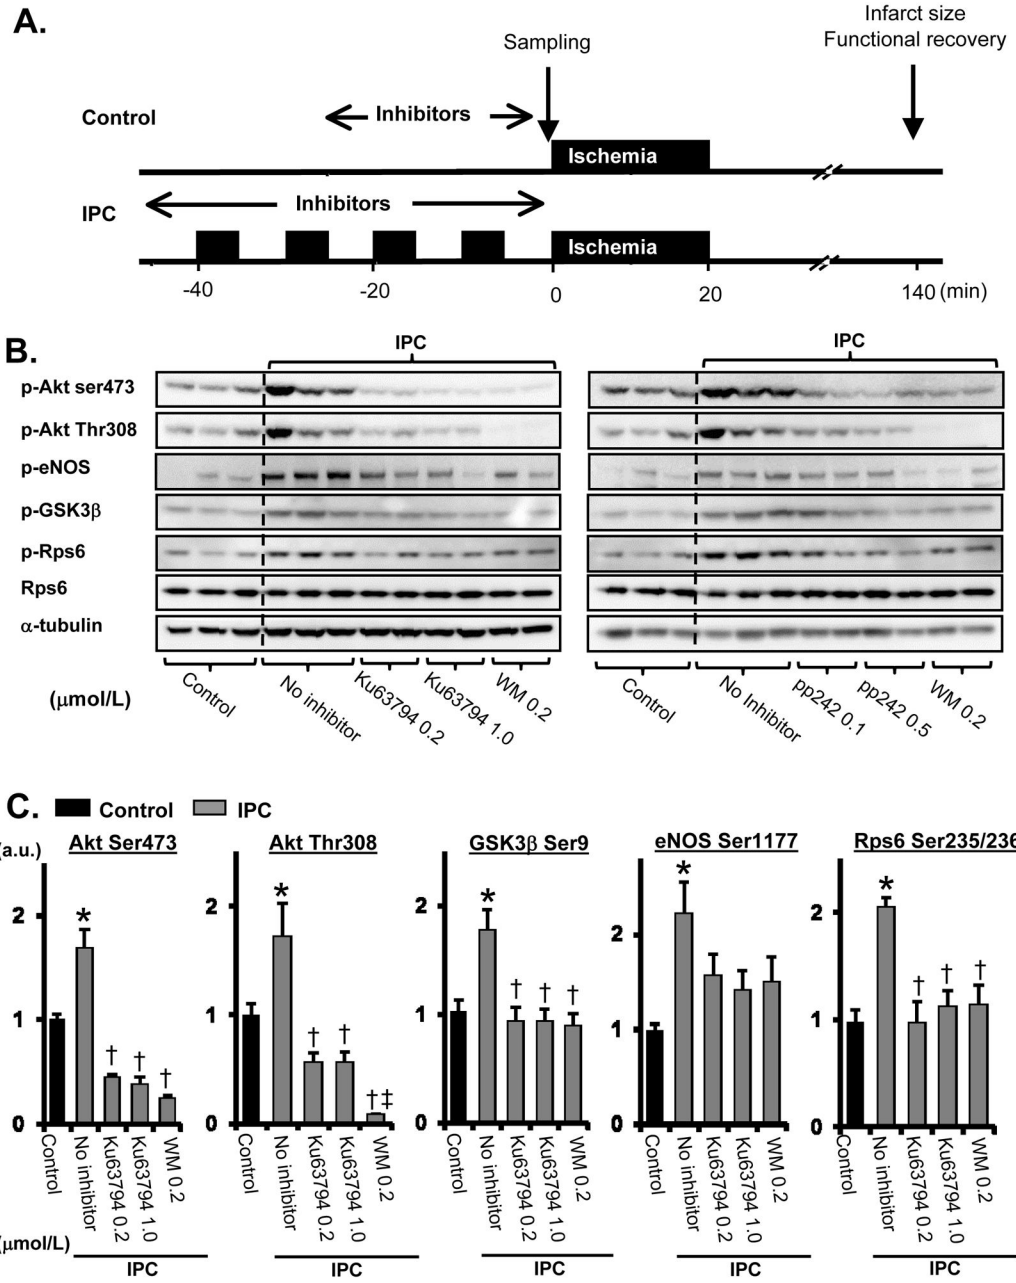 A.
Infarct size
Functional recovery
Sampling
Control
Inhibitors
Ischemia
IPC
Inhibitors
Ischemia
-40
-20
0
20
140 (min)
B.
IPC
IPC
p-Akt ser473
p-Akt Thr308
p-eNOS
p-GSK3β
p-Rps6
Rps6
α-tubulin
(µmol/L)
Control
No inhibitor
Ku63794 0.2
Ku63794 1.0
WM 0.2
Control
No Inhibitor
pp242 0.1
pp242 0.5
WM 0.2
C.
Control
IPC
(a.u.)
Akt Ser473
2
1
0
*
†
†
†
Control
No inhibitor
Ku63794 0.2
Ku63794 1.0
WM 0.2
Akt Thr308
2
1
0
*
†
†
†‡
Control
No inhibitor
Ku63794 0.2
Ku63794 1.0
WM 0.2
GSK3β Ser9
2
1
0
*
†
†
†
Control
No inhibitor
Ku63794 0.2
Ku63794 1.0
WM 0.2
eNOS Ser1177
2
1
0
*
Control
No inhibitor
Ku63794 0.2
Ku63794 1.0
WM 0.2
Rps6 Ser235/236
2
1
0
*
†
†
†
Control
No inhibitor
Ku63794 0.2
Ku63794 1.0
WM 0.2
(µmol/L)
IPC
IPC
IPC
IPC
IPC